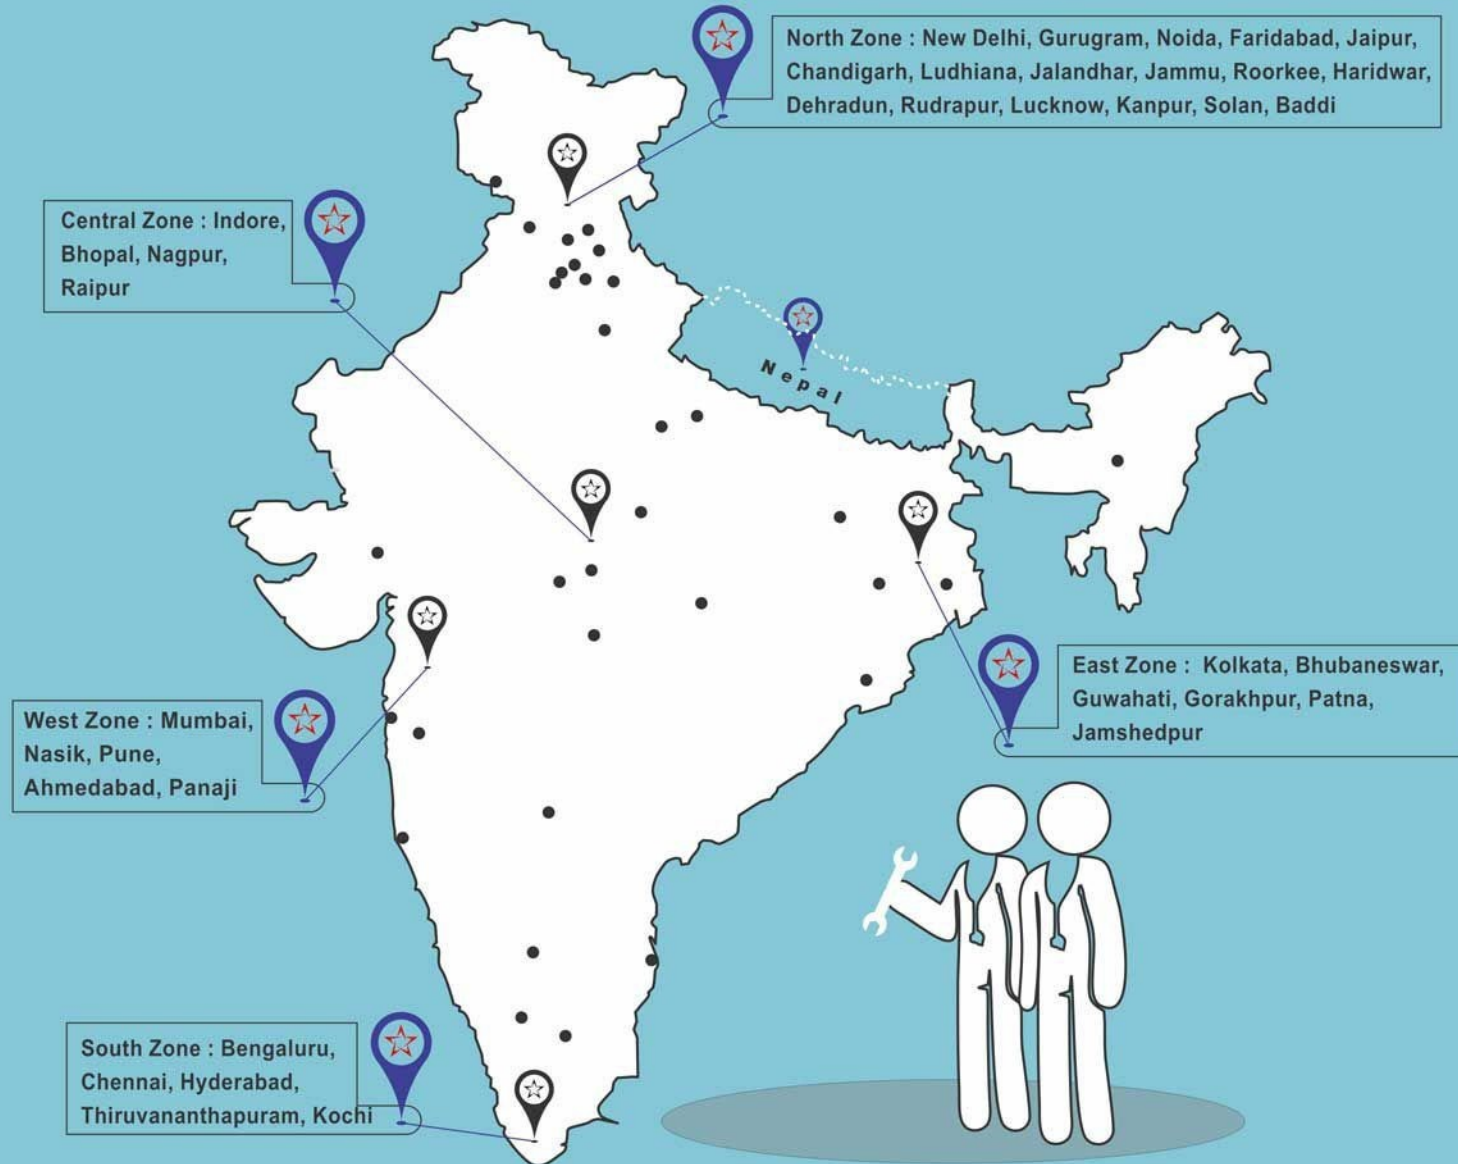 North Zone : New Delhi, Gurugram, Noida, Faridabad, Jaipur,
Chandigarh, Ludhiana, Jalandhar, Jammu, Roorkee, Haridwar,
Dehradun, Rudrapur, Lucknow, Kanpur, Solan, Baddi
Central Zone : Indore,
Bhopal, Nagpur,
Raipur
Nepal
East Zone : Kolkata, Bhubaneswar,
Guwahati, Gorakhpur, Patna,
Jamshedpur
West Zone : Mumbai,
Nasik, Pune,
Ahmedabad, Panaji
South Zone : Bengaluru,
Chennai, Hyderabad,
Thiruvananthapuram, Kochi